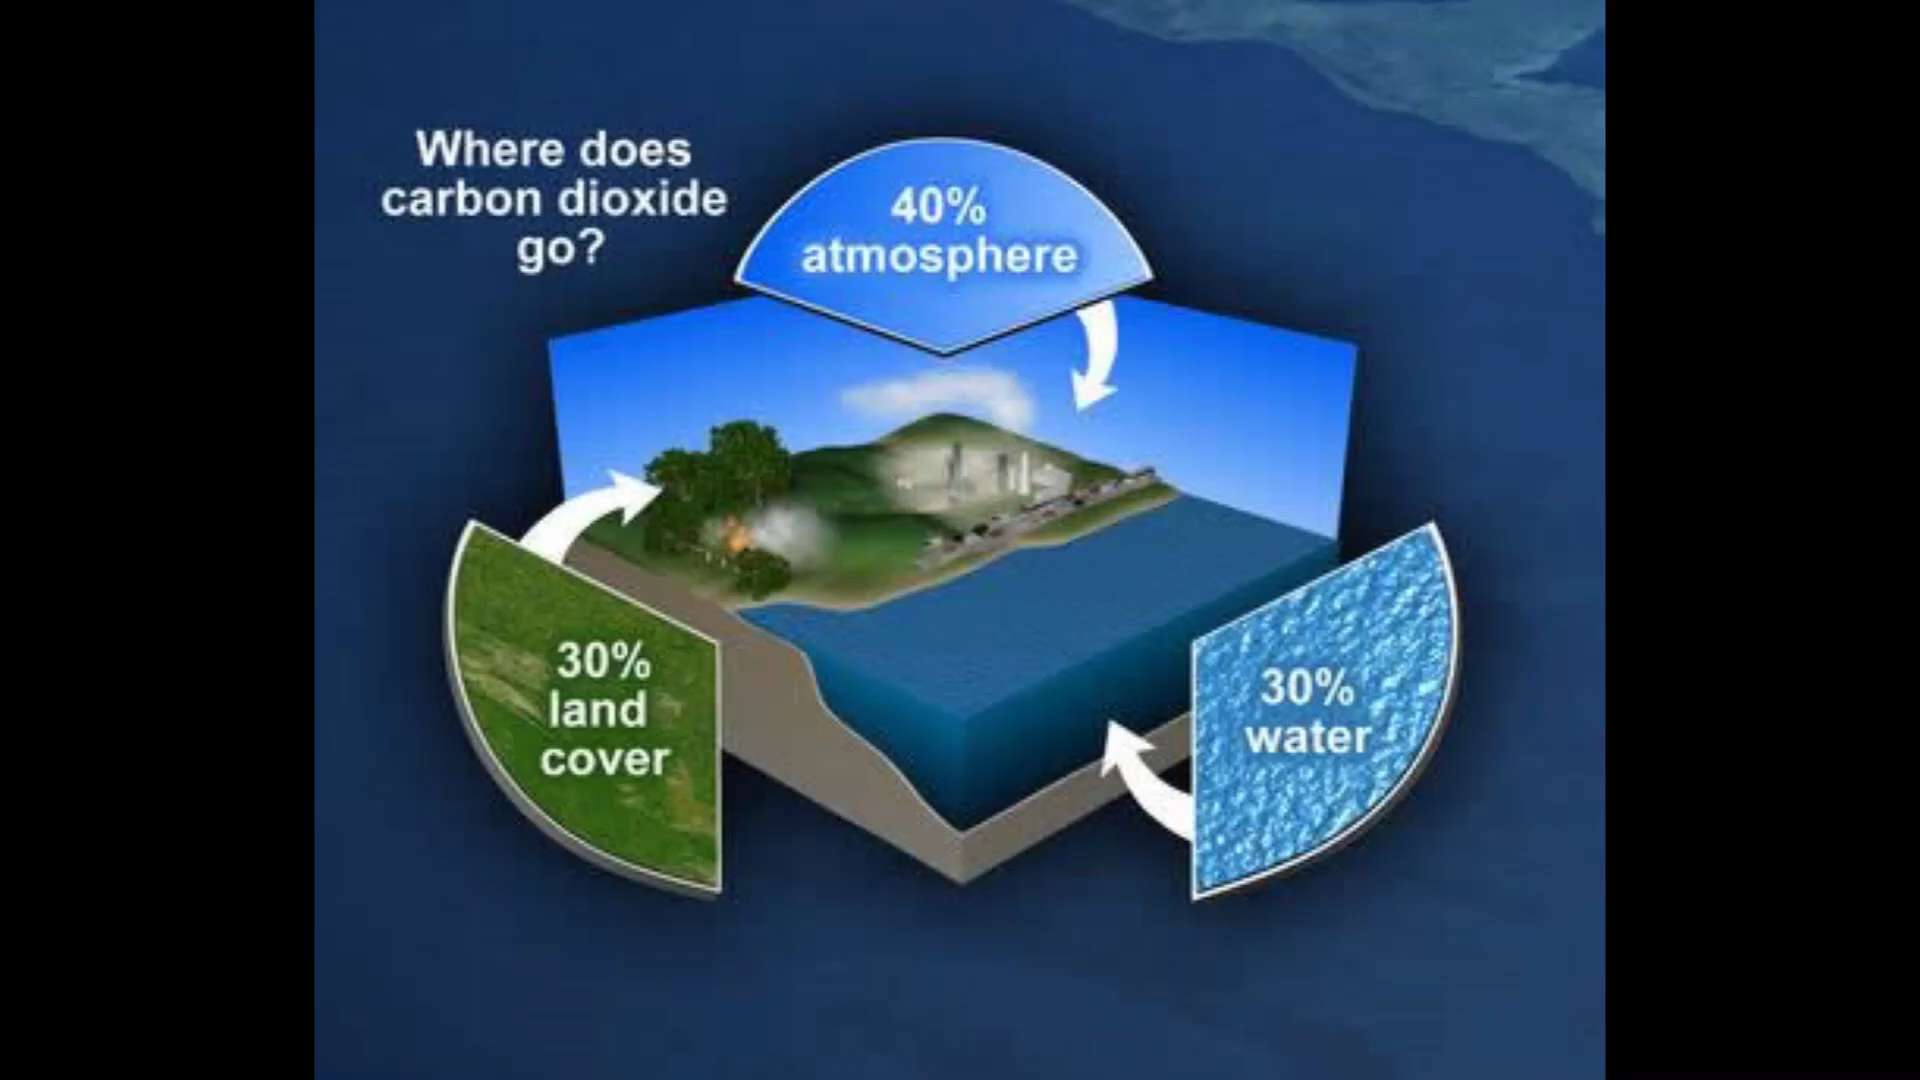 Where does
carbon dioxide
go?
40%
atmosphere
30%
land
cover
30%
water